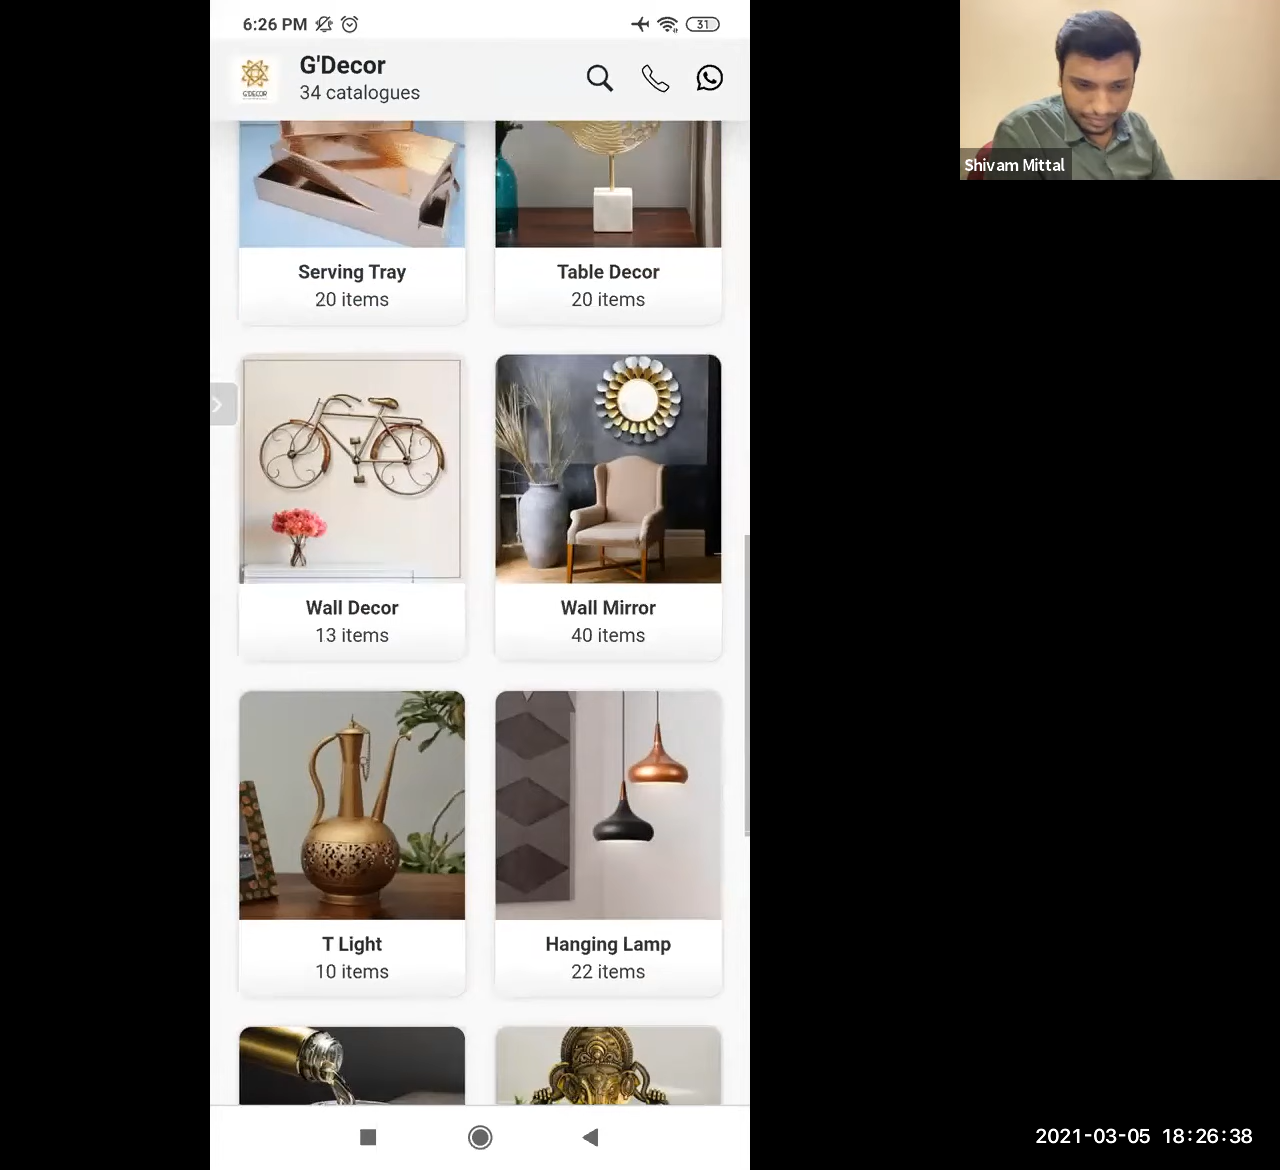 6:26 PM
31
G'Decor
34 catalogues
G'DECOR
Shivam Mittal
Serving Tray
20 items
Table Decor
20 items
Wall Decor
13 items
Wall Mirror
40 items
T Light
10 items
Hanging Lamp
22 items
2021-03-05 18:26:38